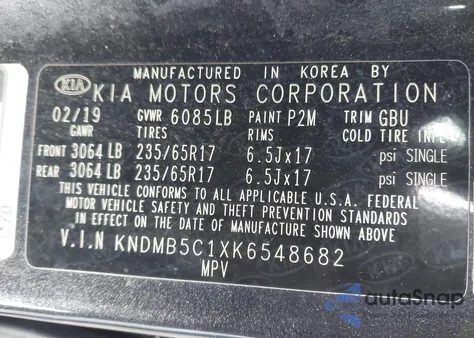 MANUFACTURED IN KOREA BY
KIA KIA MOTORS CORPORATION
02/19 GVWR 6085LB PAINT P2M TRIM GBU
GAWR TIRES RIMS COLD TIRE
FRONT 3064 LB 235/65R17 6.5Jx17 psi SINGLE
REAR 3064 LB 235/65R17 6.5Jx17 psi SINGLE
THIS VEHICLE CONFORMS TO ALL APPLICABLE U.S.A. FEDERAL
MOTOR VEHICLE SAFETY AND THEFT PREVENTION STANDARDS
IN EFFECT ON THE DATE OF MANUFACTURE SHOWN ABOVE.
V.I.N KNDMB5C1XK6548682
MPV
autoSnap